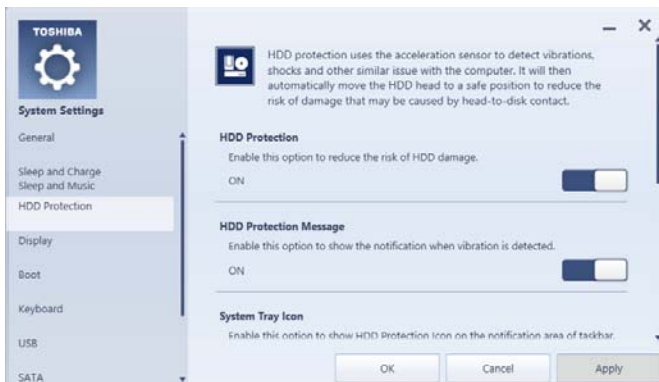 TOSHIBA
System Settings
General
Sleep and Charge
Sleep and Music
HDD Protection
Display
Boot
Keyboard
USB
SATA
HDD protection uses the acceleration sensor to detect vibrations,
shocks and other similar issue with the computer. It will then
automatically move the HDD head to a safe position to reduce the
risk of damage that may be caused by head-to-disk contact.
HDD Protection
Enable this option to reduce the risk of HDD damage.
ON
HDD Protection Message
Enable this option to show the notification when vibration is detected.
ON
System Tray Icon
Enable this option to show HDD Protection Icon on the notification area of taskbar.
OK
Cancel
Apply